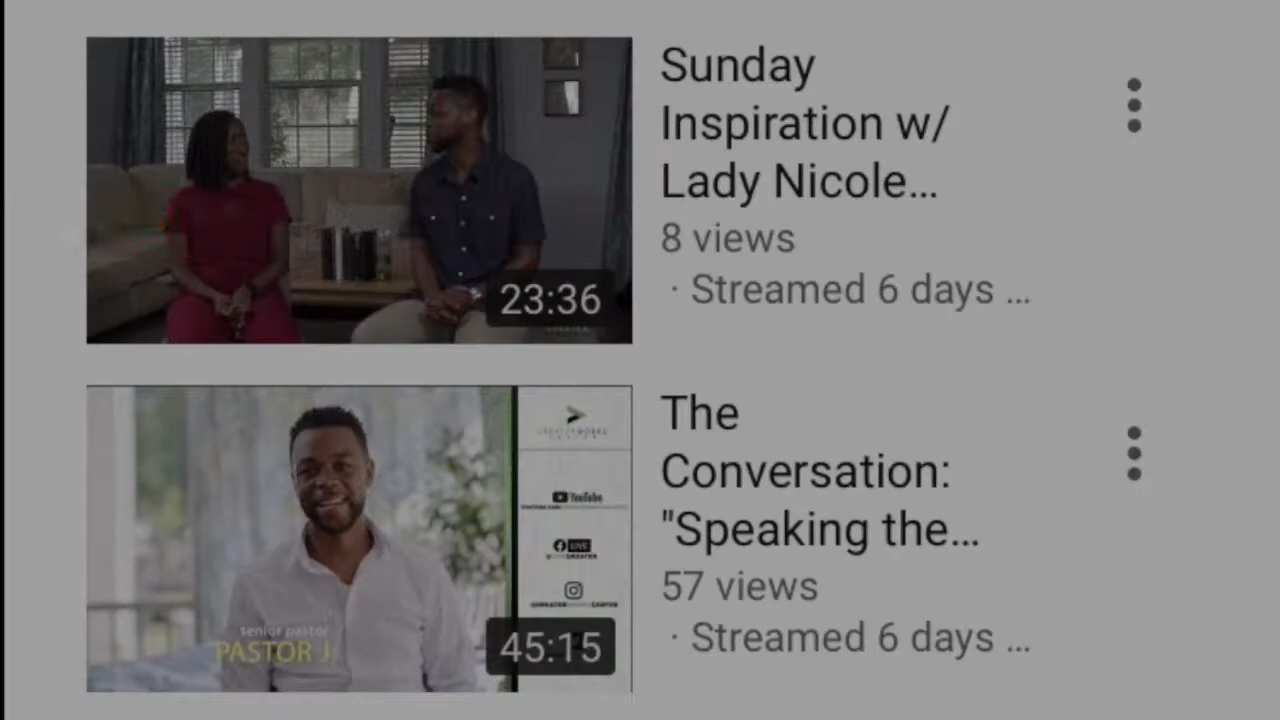 Sunday
Inspiration w/
Lady Nicole...
8 views
· Streamed 6 days ...
23:36
The
Conversation:
"Speaking the...
57 views
· Streamed 6 days ...
YouTube
LIVE
senior pastor
PASTOR J
45:15